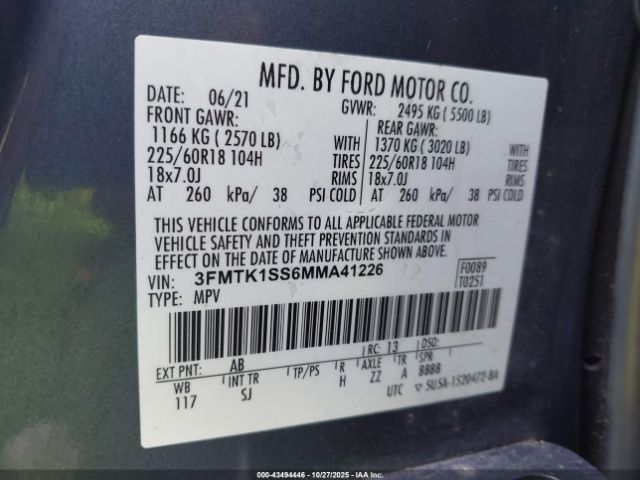 MFD. BY FORD MOTOR CO.
DATE: 06/21 GVWR: 2495 KG ( 5500 LB)
FRONT GAWR: REAR GAWR:
1166 KG ( 2570 LB) WITH 1370 KG ( 3020 LB) WITH
225/60R18 104H TIRES 225/60R18 104H TIRES
18x7.0J RIMS 18x7.0J RIMS
AT 260 kPa/ 38 PSI COLD AT 260 kPa/ 38 PSI COLD
THIS VEHICLE CONFORMS TO ALL APPLICABLE FEDERAL MOTOR
VEHICLE SAFETY AND THEFT PREVENTION STANDARDS IN
EFFECT ON THE DATE OF MANUFACTURE SHOWN ABOVE.
VIN: 3FMTK1SS6MMA41226 F0089
TYPE: MPV T0251
EXT PNT: AB RC: 13 DSO:
WB INT TR TP/PS R AXLE TR SPR
117 SJ H ZZ A 8888
UTC ▽ 5U5A-1520472-BA
000-43494446 - 10/27/2025 - IAA Inc.